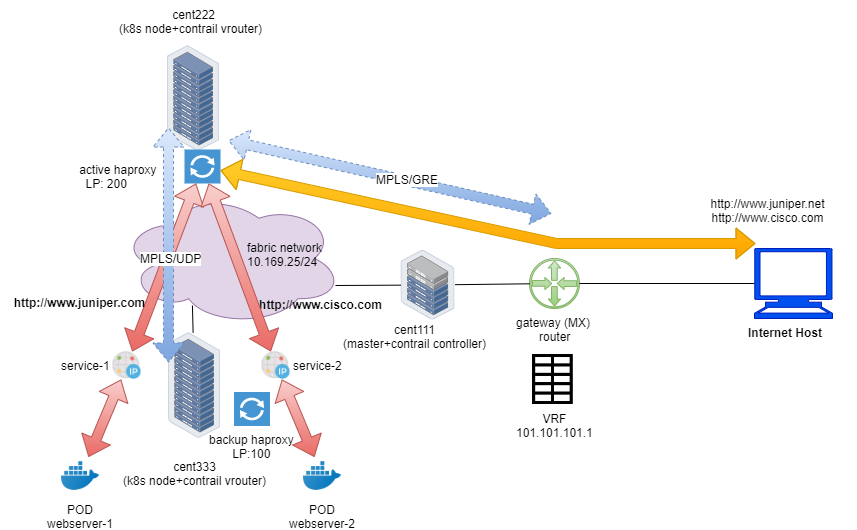 cent222
(k8s node+contrail vrouter)
active haproxy
LP: 200
MPLS/GRE
http://www.juniper.net
http://www.cisco.com
fabric network
10.169.25/24
MPLS/UDP
http://www.juniper.com
http://www.cisco.com
cent111
(master+contrail controller)
gateway (MX)
router
Internet Host
service-1
IP
service-2
IP
VRF
101.101.101.1
backup haproxy
LP:100
cent333
(k8s node+contrail vrouter)
POD
webserver-1
POD
webserver-2